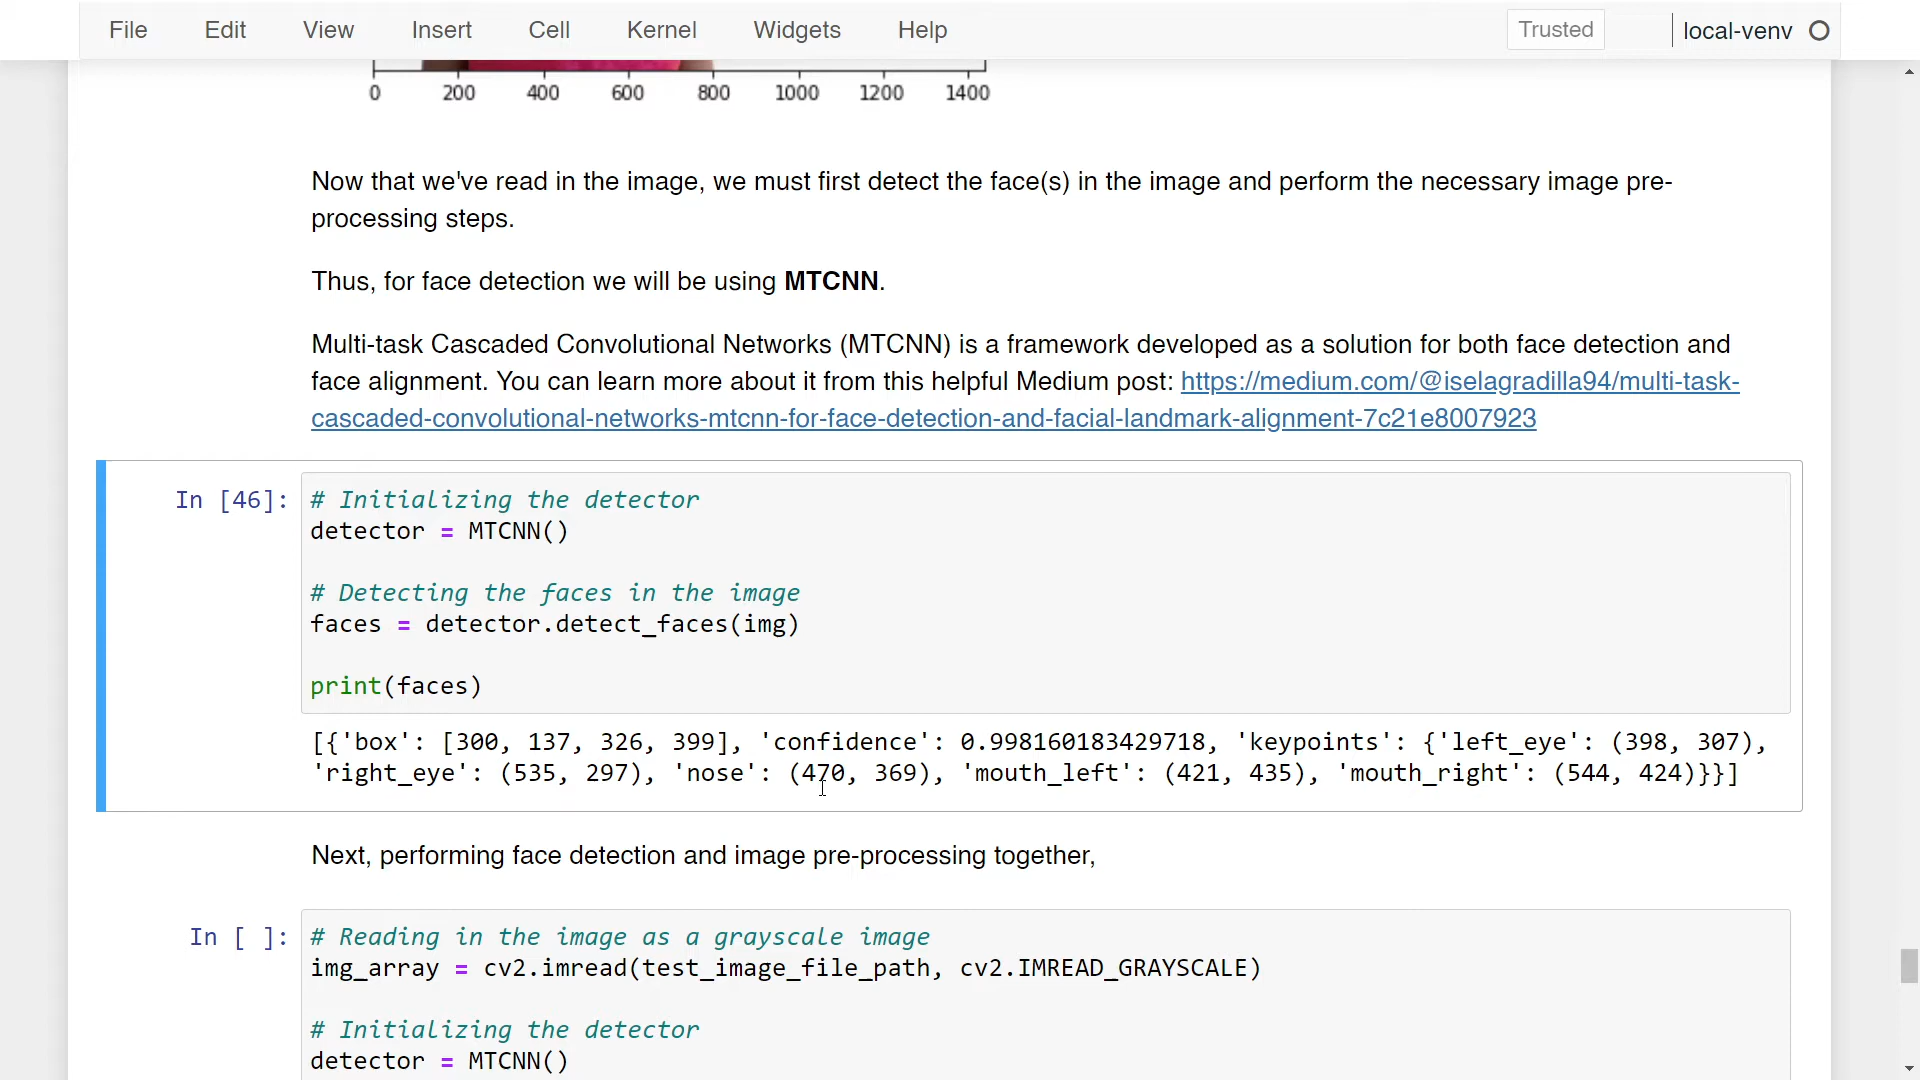 File Edit View Insert Cell Kernel Widgets Help Trusted local-venv
0 200 400 600 800 1000 1200 1400
Now that we've read in the image, we must first detect the face(s) in the image and perform the necessary image pre-
processing steps.
Thus, for face detection we will be using MTCNN.
Multi-task Cascaded Convolutional Networks (MTCNN) is a framework developed as a solution for both face detection and
face alignment. You can learn more about it from this helpful Medium post: https://medium.com/@iselagradilla94/multi-task-
cascaded-convolutional-networks-mtcnn-for-face-detection-and-facial-landmark-alignment-7c21e8007923
In [46]: # Initializing the detector
detector = MTCNN()
# Detecting the faces in the image
faces = detector.detect_faces(img)
print(faces)
[{'box': [300, 137, 326, 399], 'confidence': 0.998160183429718, 'keypoints': {'left_eye': (398, 307),
'right_eye': (535, 297), 'nose': (470, 369), 'mouth_left': (421, 435), 'mouth_right': (544, 424)}}]
Next, performing face detection and image pre-processing together,
In [ ]: # Reading in the image as a grayscale image
img_array = cv2.imread(test_image_file_path, cv2.IMREAD_GRAYSCALE)
# Initializing the detector
detector = MTCNN()